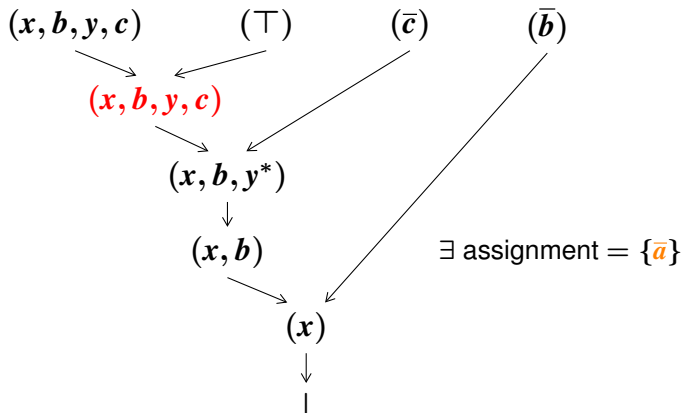 (x, b, y, c) (⊤) (c̄) (b̄)
(x, b, y, c)
(x, b, y*)
(x, b) ∃ assignment = {ā}
(x)
|